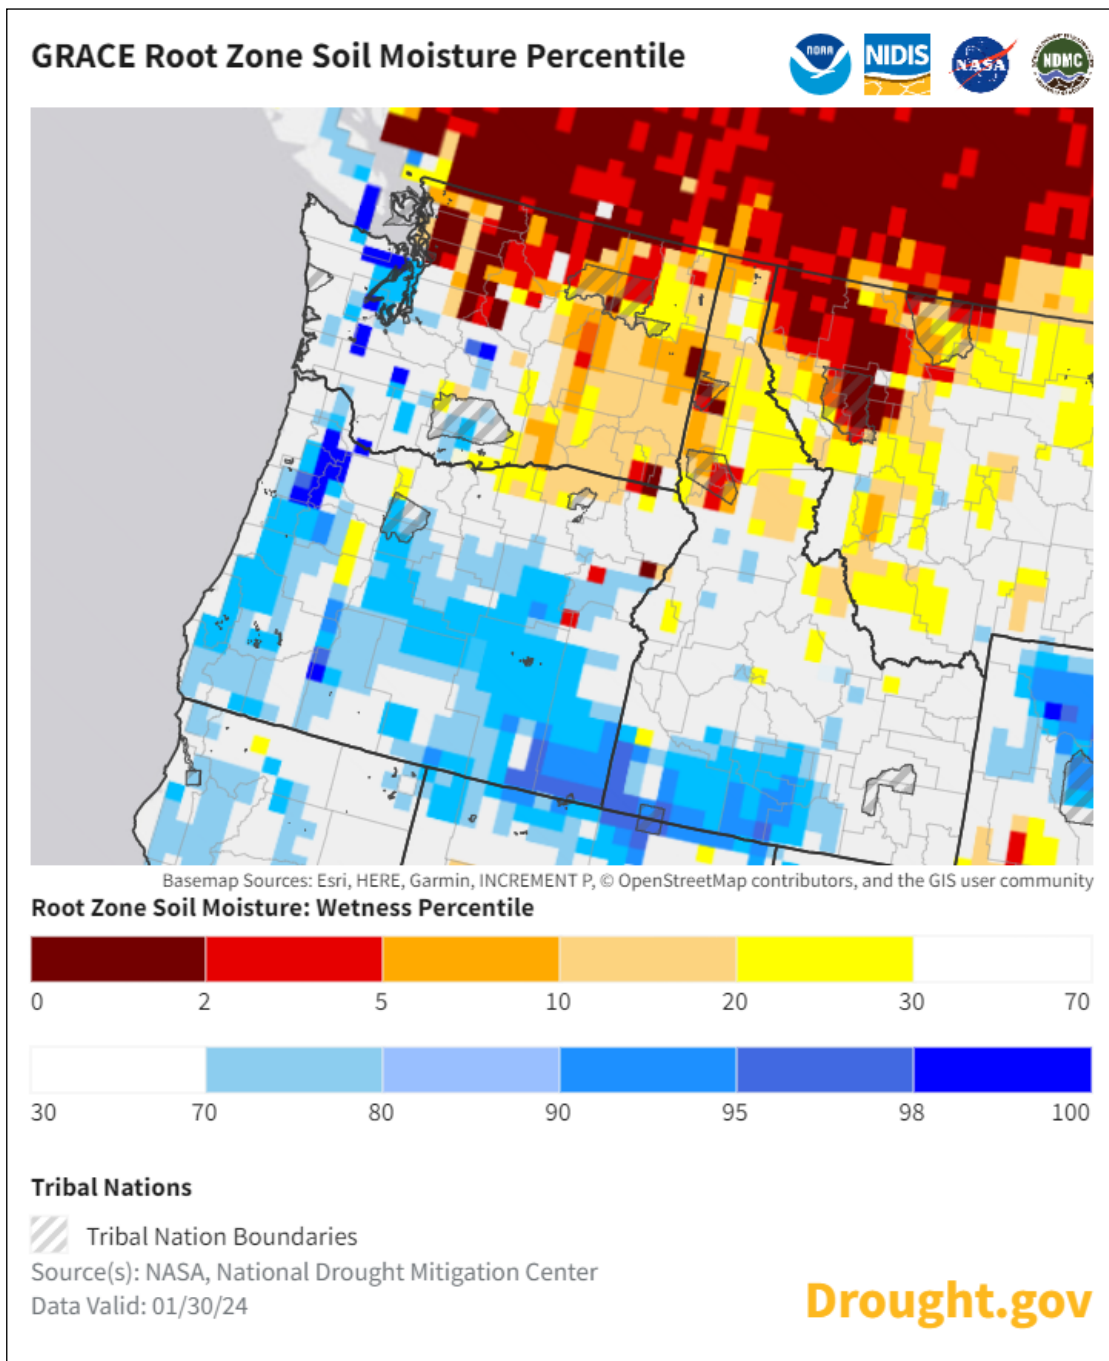 GRACE Root Zone Soil Moisture Percentile
NOAA
NIDIS
NASA
NDMC
Basemap Sources: Esri, HERE, Garmin, INCREMENT P, © OpenStreetMap contributors, and the GIS user community
Root Zone Soil Moisture: Wetness Percentile
0 2 5 10 20 30 70
30 70 80 90 95 98 100
Tribal Nations
Tribal Nation Boundaries
Source(s): NASA, National Drought Mitigation Center
Data Valid: 01/30/24
Drought.gov